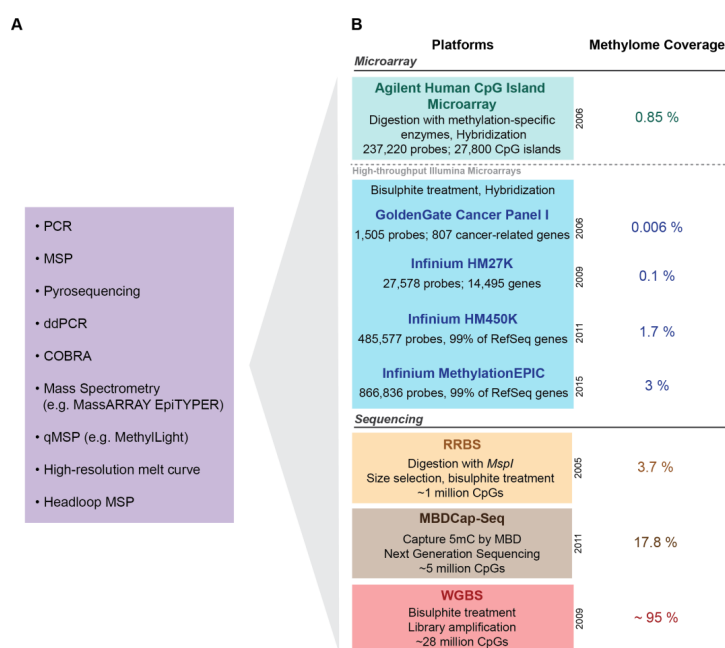 A
• PCR
• MSP
• Pyrosequencing
• ddPCR
• COBRA
• Mass Spectrometry
(e.g. MassARRAY EpiTYPER)
• qMSP (e.g. MethylLight)
• High-resolution melt curve
• Headloop MSP
B
Platforms
Methylome Coverage
Microarray
Agilent Human CpG Island
Microarray
Digestion with methylation-specific
enzymes, Hybridization
237,220 probes; 27,800 CpG islands
2006
0.85 %
High-throughput Illumina Microarrays
Bisulphite treatment, Hybridization
GoldenGate Cancer Panel I
1,505 probes; 807 cancer-related genes
2006
0.006 %
Infinium HM27K
27,578 probes; 14,495 genes
2009
0.1 %
Infinium HM450K
485,577 probes, 99% of RefSeq genes
2011
1.7 %
Infinium MethylationEPIC
866,836 probes, 99% of RefSeq genes
2015
3 %
Sequencing
RRBS
Digestion with MspI
Size selection, bisulphite treatment
~1 million CpGs
2005
3.7 %
MBDCap-Seq
Capture 5mC by MBD
Next Generation Sequencing
~5 million CpGs
2011
17.8 %
WGBS
Bisulphite treatment
Library amplification
~28 million CpGs
2009
~ 95 %